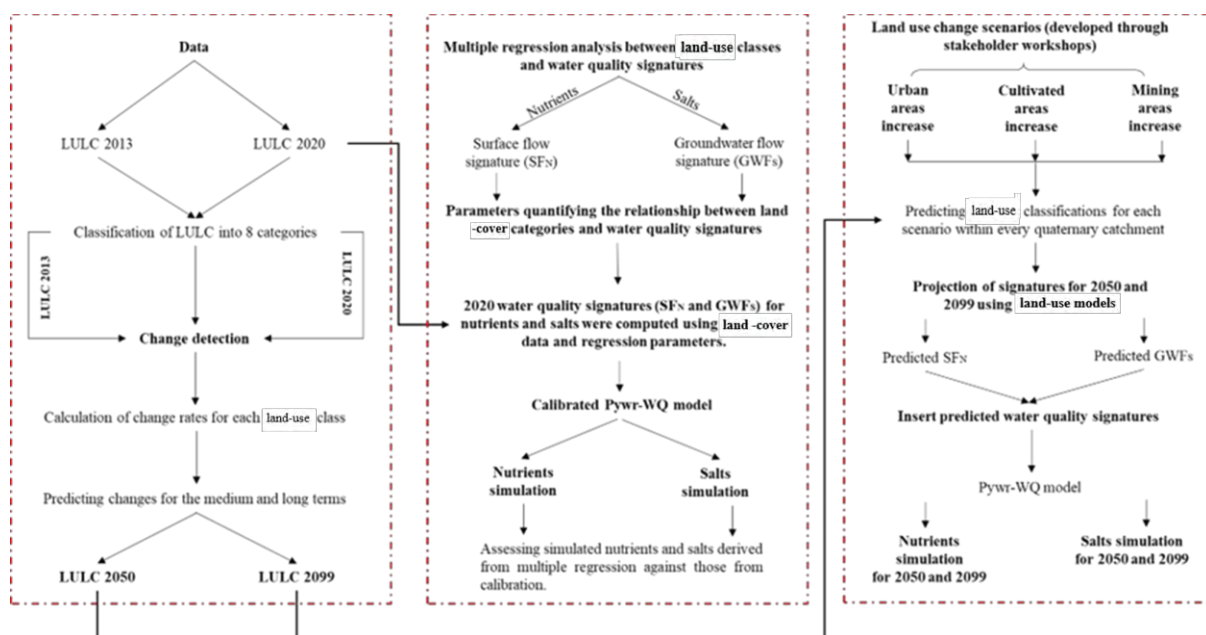 Data
LULC 2013
LULC 2020
Classification of LULC into 8 categories
LULC 2013
LULC 2020
Change detection
Calculation of change rates for each land-use class
Predicting changes for the medium and long terms
LULC 2050
LULC 2099
Multiple regression analysis between land-use classes
and water quality signatures
Nutrients
Salts
Surface flow
signature (SFN)
Groundwater flow
signature (GWFs)
Parameters quantifying the relationship between land
-cover categories and water quality signatures
2020 water quality signatures (SFN and GWFs) for
nutrients and salts were computed using land -cover
data and regression parameters.
Calibrated Pywr-WQ model
Nutrients
simulation
Salts
simulation
Assessing simulated nutrients and salts derived
from multiple regression against those from
calibration.
Land use change scenarios (developed through
stakeholder workshops)
Urban
areas
increase
Cultivated
areas
increase
Mining
areas
increase
Predicting land-use classifications for each
scenario within every quaternary catchment
Projection of signatures for 2050 and
2099 using land-use models
Predicted SFN
Predicted GWFs
Insert predicted water quality signatures
Pywr-WQ model
Nutrients
simulation
for 2050 and 2099
Salts simulation
for 2050 and 2099